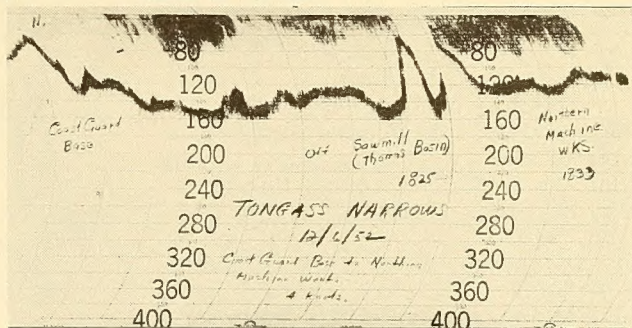 N.
80 80
120 120
160 160
Coast Guard
Base
Off Sawmill
(Thomas Basin)
1825
Northern
Machine
WKS.
1833
200 200
240 240
TONGASS NARROWS
12/6/52
280 280
Coast Guard Base to Northern
Machine Works.
4 knots.
320 320
360 360
400 400